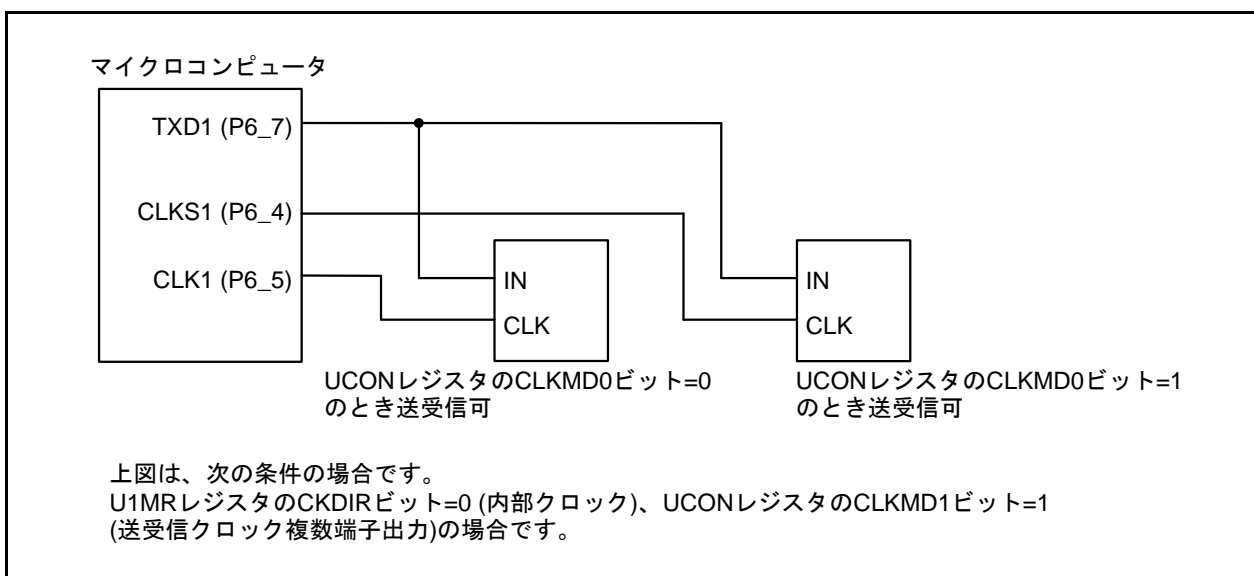 マイクロコンピュータ
TXD1 (P6_7)
CLKS1 (P6_4)
CLK1 (P6_5)
IN
CLK
IN
CLK
UCONレジスタのCLKMD0ビット=0
のとき送受信可
UCONレジスタのCLKMD0ビット=1
のとき送受信可
上図は、次の条件の場合です。
U1MRレジスタのCKDIRビット=0 (内部クロック)、UCONレジスタのCLKMD1ビット=1
(送受信クロック複数端子出力)の場合です。